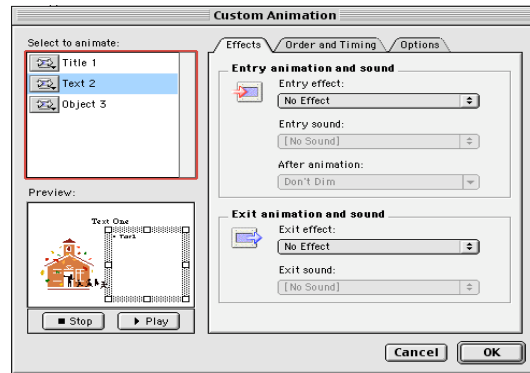 Custom Animation
Select to animate:
Title 1
Text 2
Object 3
Preview:
Text One
• Text
Stop
Play
Effects
Order and Timing
Options
Entry animation and sound
Entry effect:
No Effect
Entry sound:
[No Sound]
After animation:
Don't Dim
Exit animation and sound
Exit effect:
No Effect
Exit sound:
[No Sound]
Cancel
OK